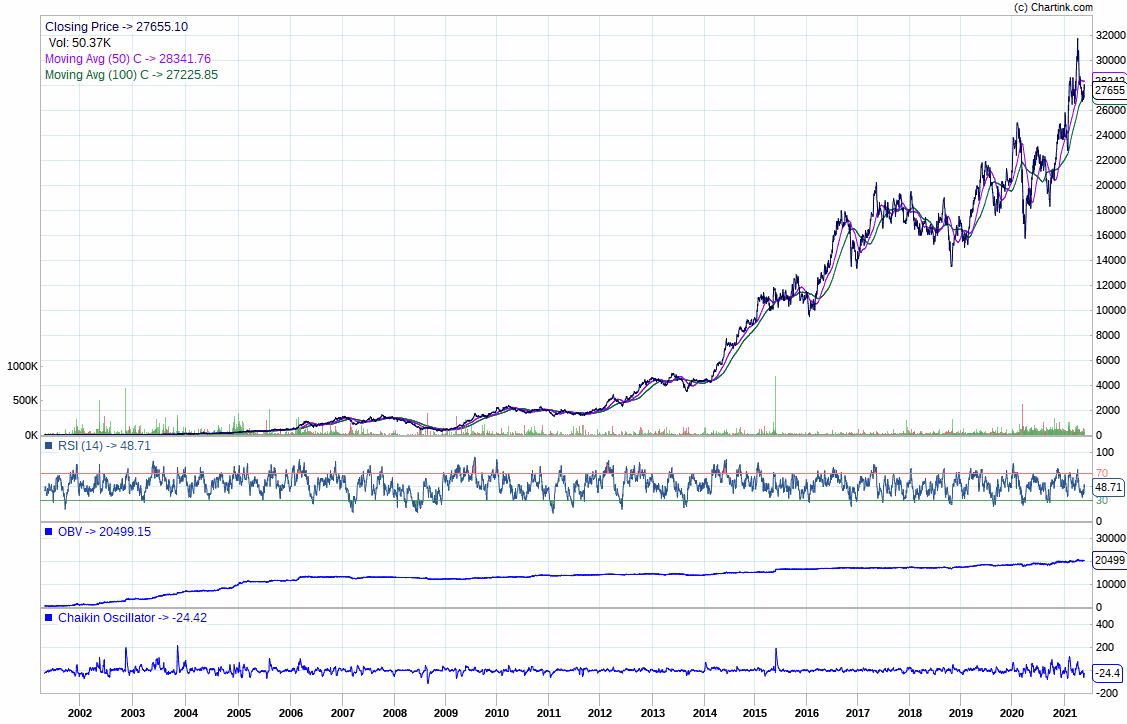 (c) Chartink.com
Closing Price -> 27655.10
Vol: 50.37K
Moving Avg (50) C -> 28341.76
Moving Avg (100) C -> 27225.85
32000
30000
27655
26000
24000
22000
20000
18000
16000
14000
12000
10000
8000
6000
4000
2000
0
1000K
500K
0K
RSI (14) -> 48.71
100
70
48.71
30
0
OBV -> 20499.15
30000
20499
10000
0
Chaikin Oscillator -> -24.42
400
200
-24.4
-200
2002 2003 2004 2005 2006 2007 2008 2009 2010 2011 2012 2013 2014 2015 2016 2017 2018 2019 2020 2021